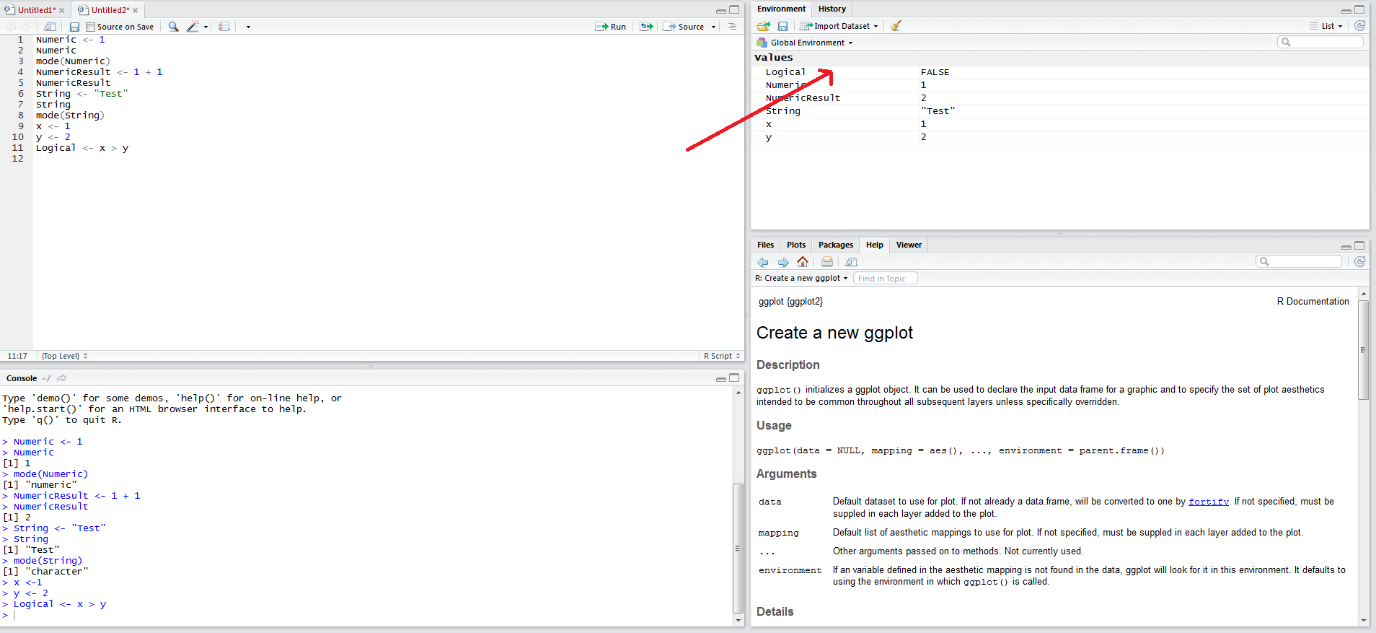 Untitled1* ×
Untitled2* ×
Source on Save
Run
Source
1 Numeric <- 1
2 Numeric
3 mode(Numeric)
4 NumericResult <- 1 + 1
5 NumericResult
6 String <- "Test"
7 String
8 mode(String)
9 x <- 1
10 y <- 2
11 Logical <- x > y
12
11:17 (Top Level) R Script
Console ~/
Type 'demo()' for some demos, 'help()' for on-line help, or
'help.start()' for an HTML browser interface to help.
Type 'q()' to quit R.
> Numeric <- 1
> Numeric
[1] 1
> mode(Numeric)
[1] "numeric"
> NumericResult <- 1 + 1
> NumericResult
[1] 2
> String <- "Test"
> String
[1] "Test"
> mode(String)
[1] "character"
> x <-1
> y <- 2
> Logical <- x > y
>
Environment History
Import Dataset List
Global Environment
Values
Logical FALSE
Numeric 1
NumericResult 2
String "Test"
x 1
y 2
Files Plots Packages Help Viewer
R: Create a new ggplot Find in Topic
ggplot {ggplot2} R Documentation
Create a new ggplot
Description
ggplot() initializes a ggplot object. It can be used to declare the input data frame for a graphic and to specify the set of plot aesthetics
intended to be common throughout all subsequent layers unless specifically overridden.
Usage
ggplot(data = NULL, mapping = aes(), ..., environment = parent.frame())
Arguments
data Default dataset to use for plot. If not already a data.frame, will be converted to one by fortify. If not specified, must be
suppled in each layer added to the plot.
mapping Default list of aesthetic mappings to use for plot. If not specified, must be suppled in each layer added to the plot.
... Other arguments passed on to methods. Not currently used.
environment If an variable defined in the aesthetic mapping is not found in the data, ggplot will look for it in this environment. It defaults to
using the environment in which ggplot() is called.
Details